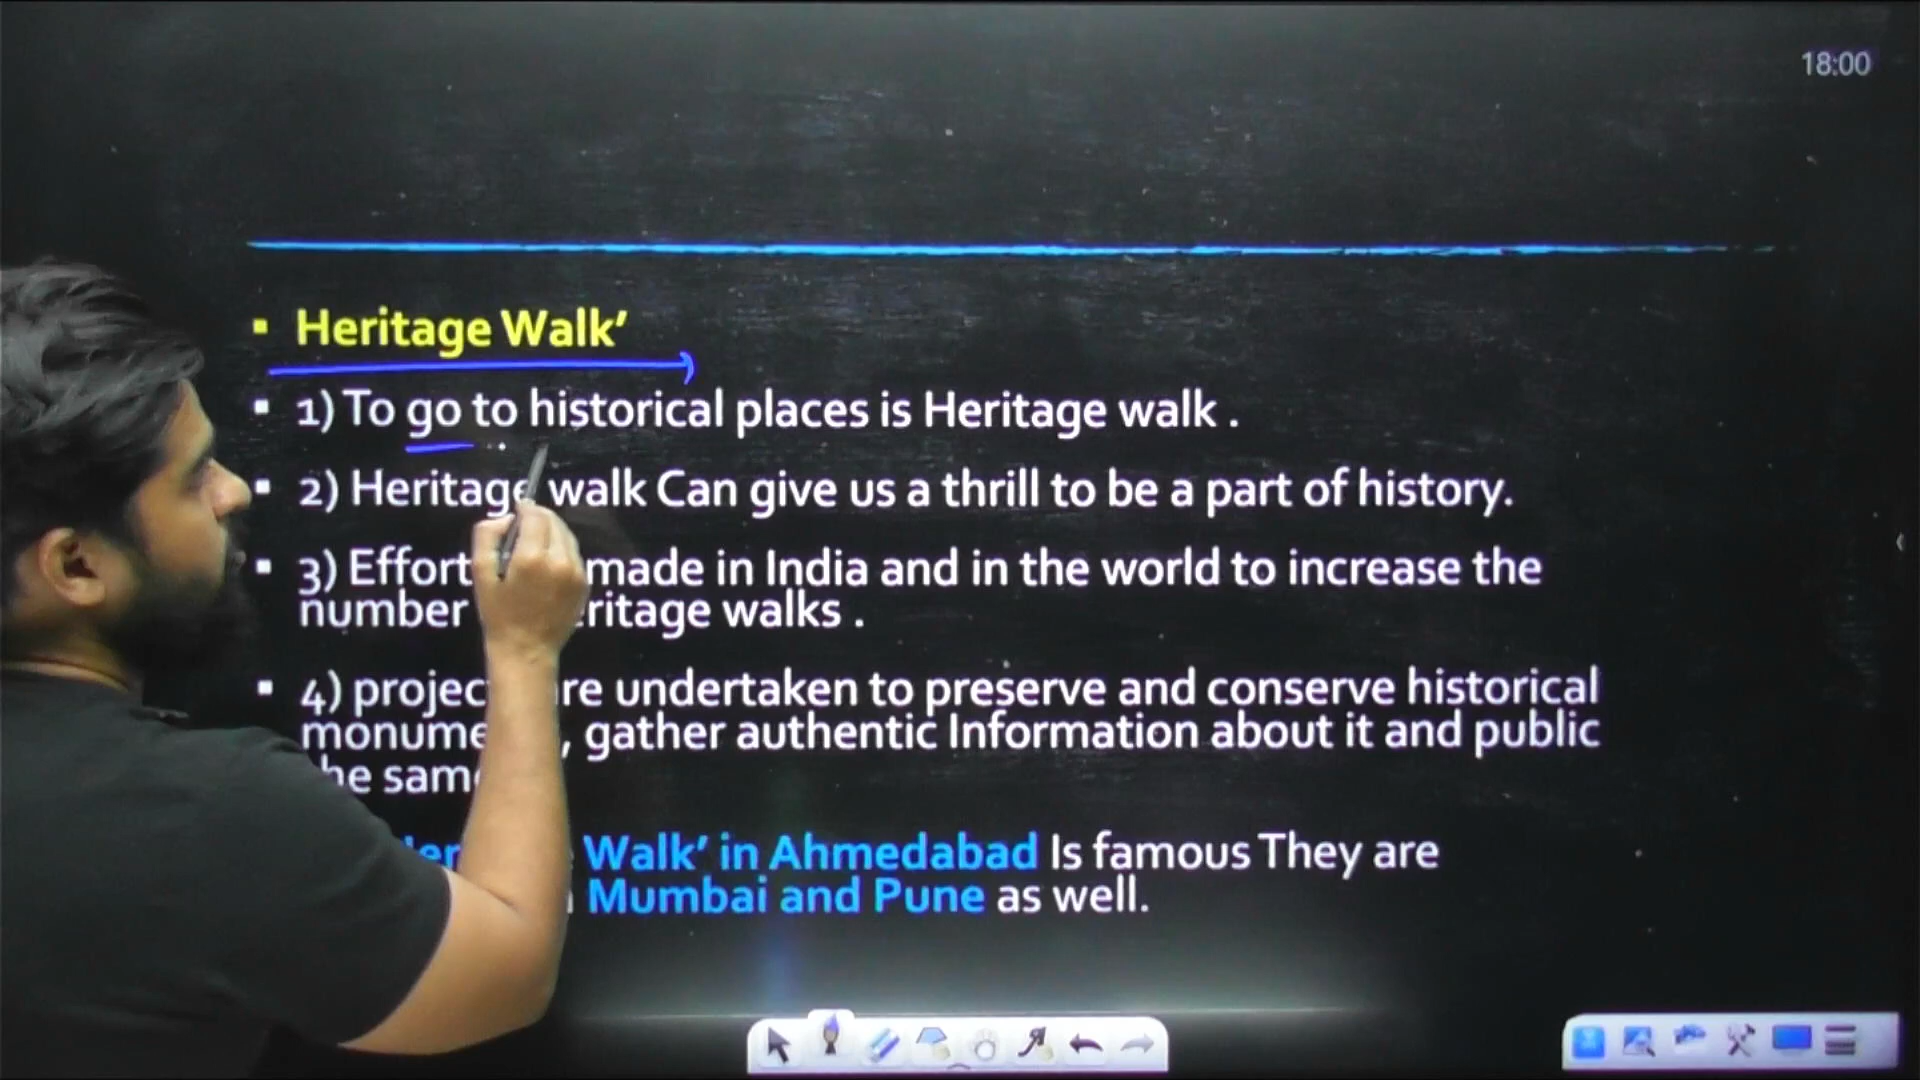 18:00
Heritage Walk’
1) To go to historical places is Heritage walk .
2) Heritage walk Can give us a thrill to be a part of history.
3) Effort made in India and in the world to increase the
number ritage walks .
4) projec re undertaken to preserve and conserve historical
monume , gather authentic Information about it and public
he same
Walk’ in Ahmedabad Is famous They are
Mumbai and Pune as well.